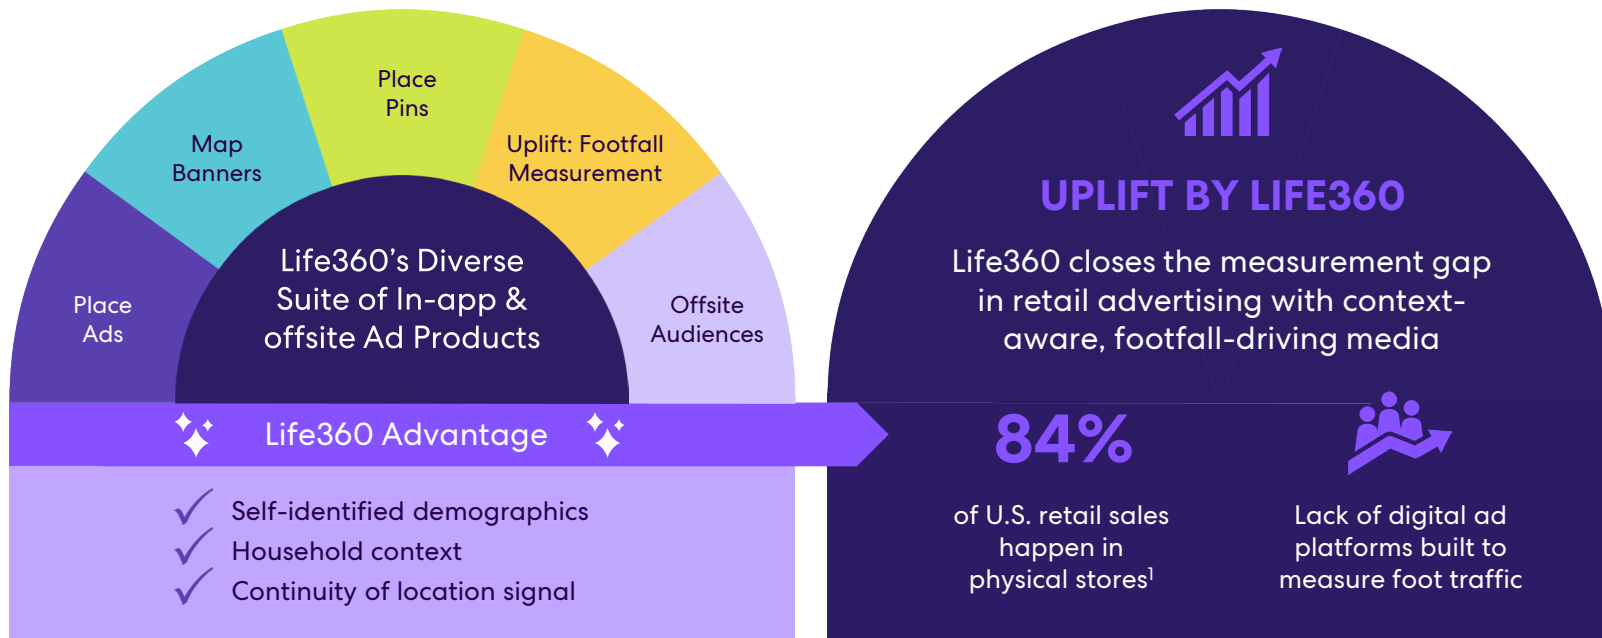 Place
Pins
Map
Banners
Uplift: Footfall
Measurement
Place
Ads
Life360’s Diverse
Suite of In-app &
offsite Ad Products
Offsite
Audiences
Life360 Advantage
Self-identified demographics
Household context
Continuity of location signal
UPLIFT BY LIFE360
Life360 closes the measurement gap
in retail advertising with context-
aware, footfall-driving media
84%
of U.S. retail sales
happen in
physical stores¹
Lack of digital ad
platforms built to
measure foot traffic